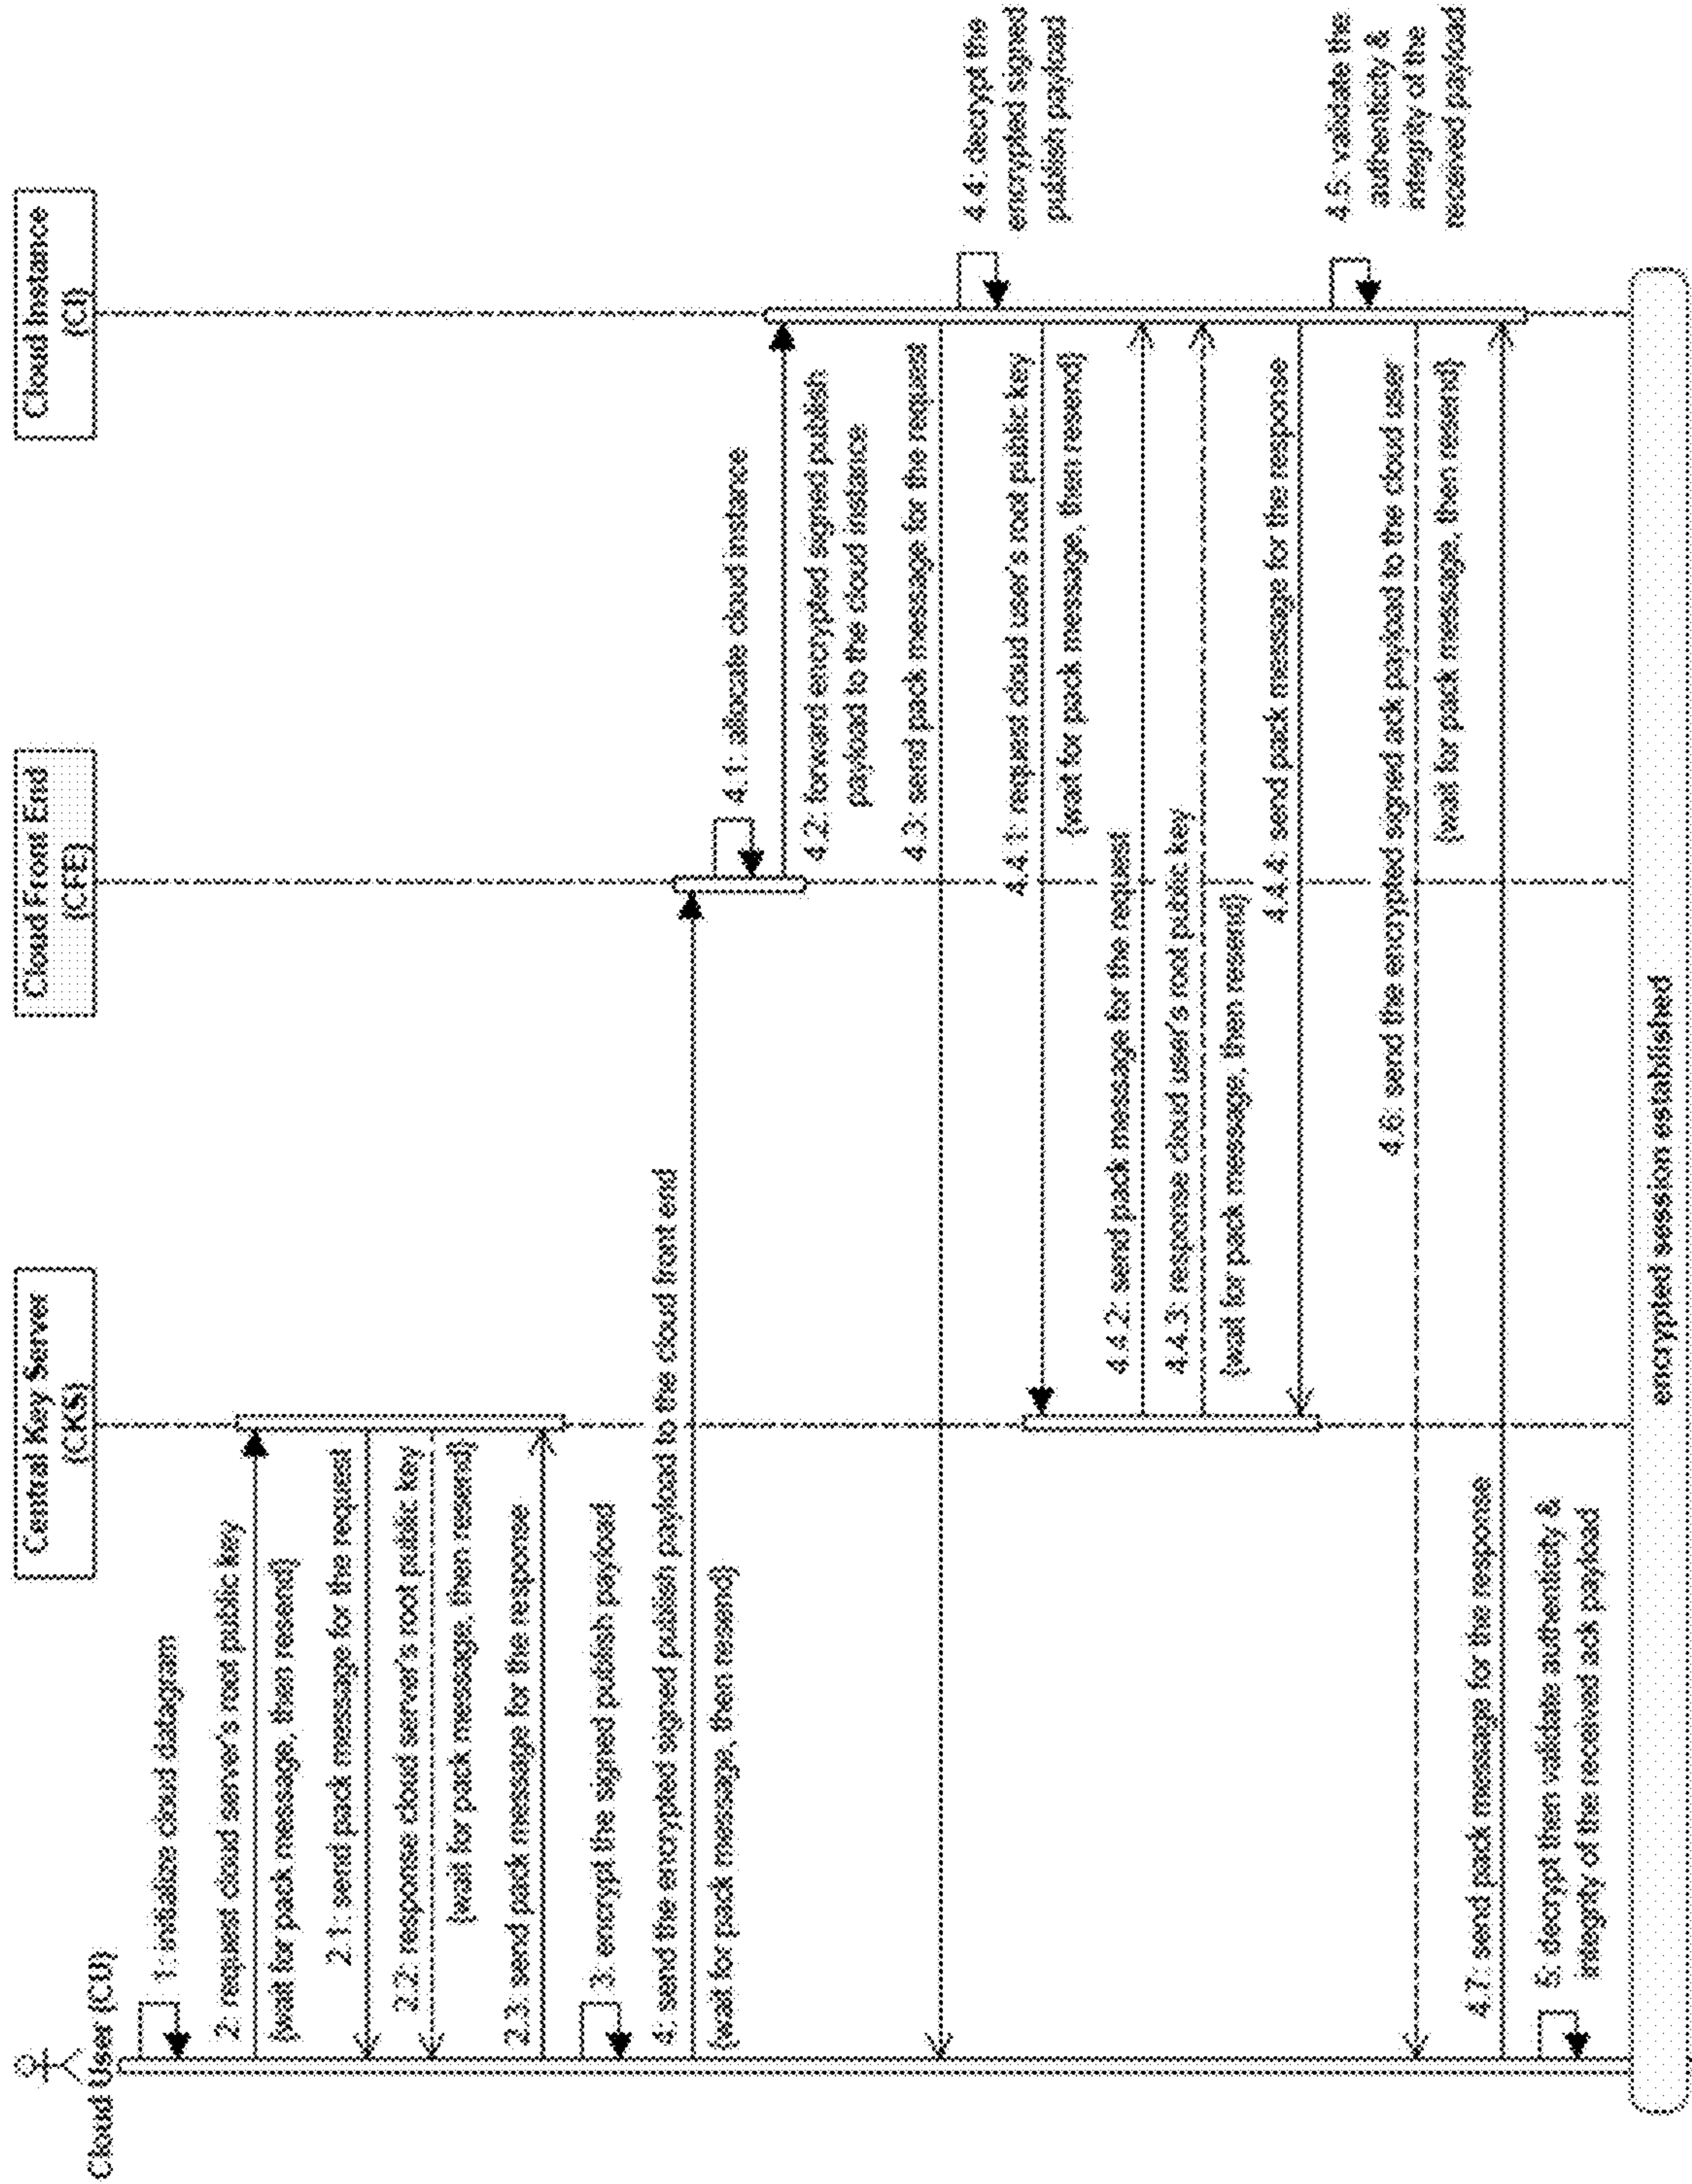 Cloud User (CU)
Central Key Server
(CKS)
Cloud Front End
(CFE)
Cloud Instance
(CI)
1: initialize cloud datagram
2: request cloud server's root public key
[wait for pack message, then resend]
2.1: send pack message for the request
2.2: response cloud server's root public key
[wait for pack message, then resend]
2.3: send pack message for the response
3: encrypt the signed publish payload
4: send the encrypted signed publish payload to the cloud front end
[wait for pack message, then resend]
4.1: allocate cloud instance
4.2: forward encrypted signed publish
payload to the cloud instance
4.3: send pack message for the request
4.4: decrypt the
encrypted signed
publish payload
4.4.1: request cloud user's root public key
[wait for pack message, then resend]
4.4.2: send pack message for the request
4.4.3: response cloud user's root public key
[wait for pack message, then resend]
4.4.4: send pack message for the response
4.5: validate the
authenticity &
integrity of the
received payload
4.6: send the encrypted signed ack payload to the cloud user
[wait for pack message, then resend]
4.7: send pack message for the response
5: decrypt then validate authenticity &
integrity of the received ack payload
encrypted session established